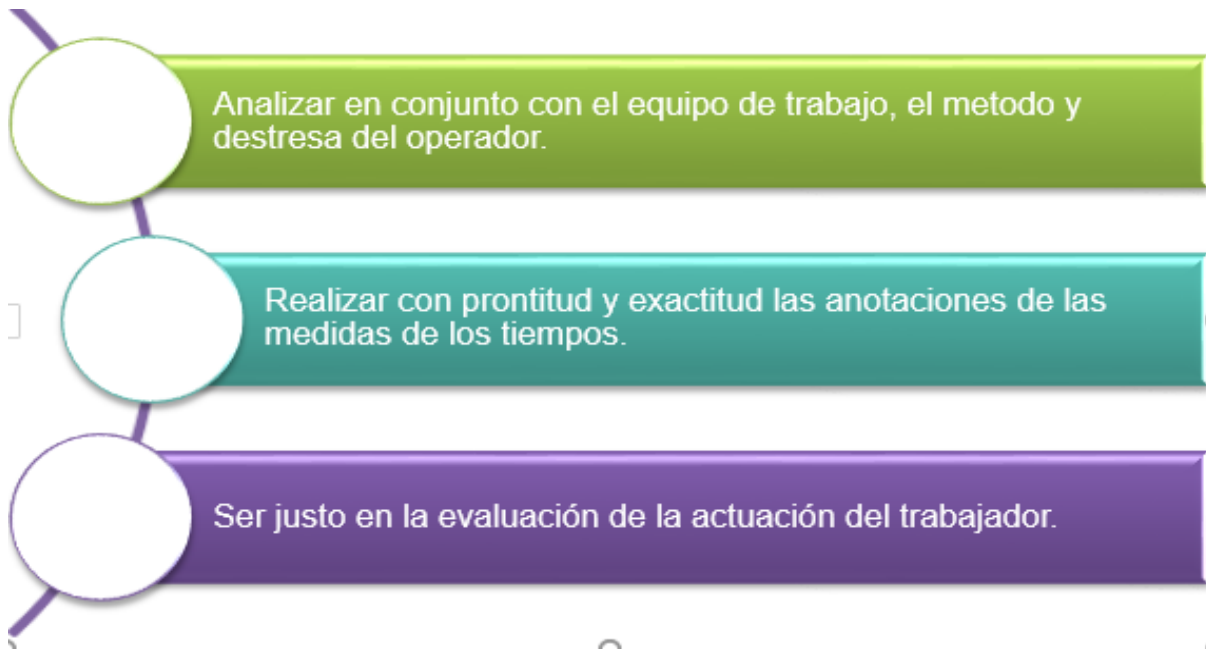 Analizar en conjunto con el equipo de trabajo, el metodo y
destresa del operador.
Realizar con prontitud y exactitud las anotaciones de las
medidas de los tiempos.
Ser justo en la evaluación de la actuación del trabajador.